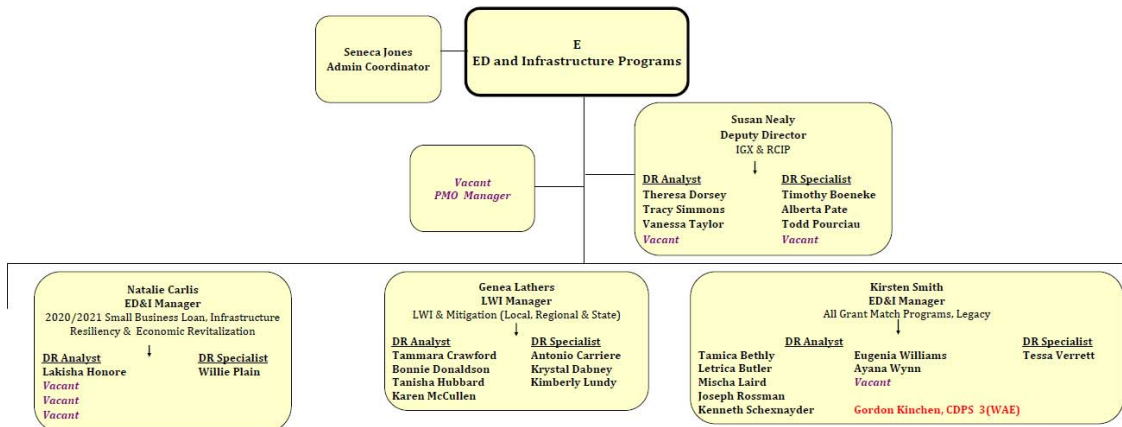 Seneca Jones
Admin Coordinator
E
ED and Infrastructure Programs
Vacant
PMO Manager
Susan Nealy
Deputy Director
IGX & RCIP
DR Analyst
Theresa Dorsey
Tracy Simmons
Vanessa Taylor
Vacant
DR Specialist
Timothy Boeneke
Alberta Pate
Todd Pourciau
Vacant
Natalie Carlis
ED&I Manager
2020/2021 Small Business Loan, Infrastructure
Resiliency & Economic Revitalization
DR Analyst
Lakisha Honore
Vacant
Vacant
Vacant
DR Specialist
Willie Plain
Genea Lathers
LWI Manager
LWI & Mitigation (Local, Regional & State)
DR Analyst
Tammara Crawford
Bonnie Donaldson
Tanisha Hubbard
Karen McCullen
DR Specialist
Antonio Carriere
Krystal Dabney
Kimberly Lundy
Kirsten Smith
ED&I Manager
All Grant Match Programs, Legacy
DR Analyst
Tamica Bethly
Letrica Butler
Mischa Laird
Joseph Rossman
Kenneth Schexnayder
Eugenia Williams
Ayana Wynn
Vacant
Gordon Kinchen, CDPS 3(WAE)
DR Specialist
Tessa Verrett